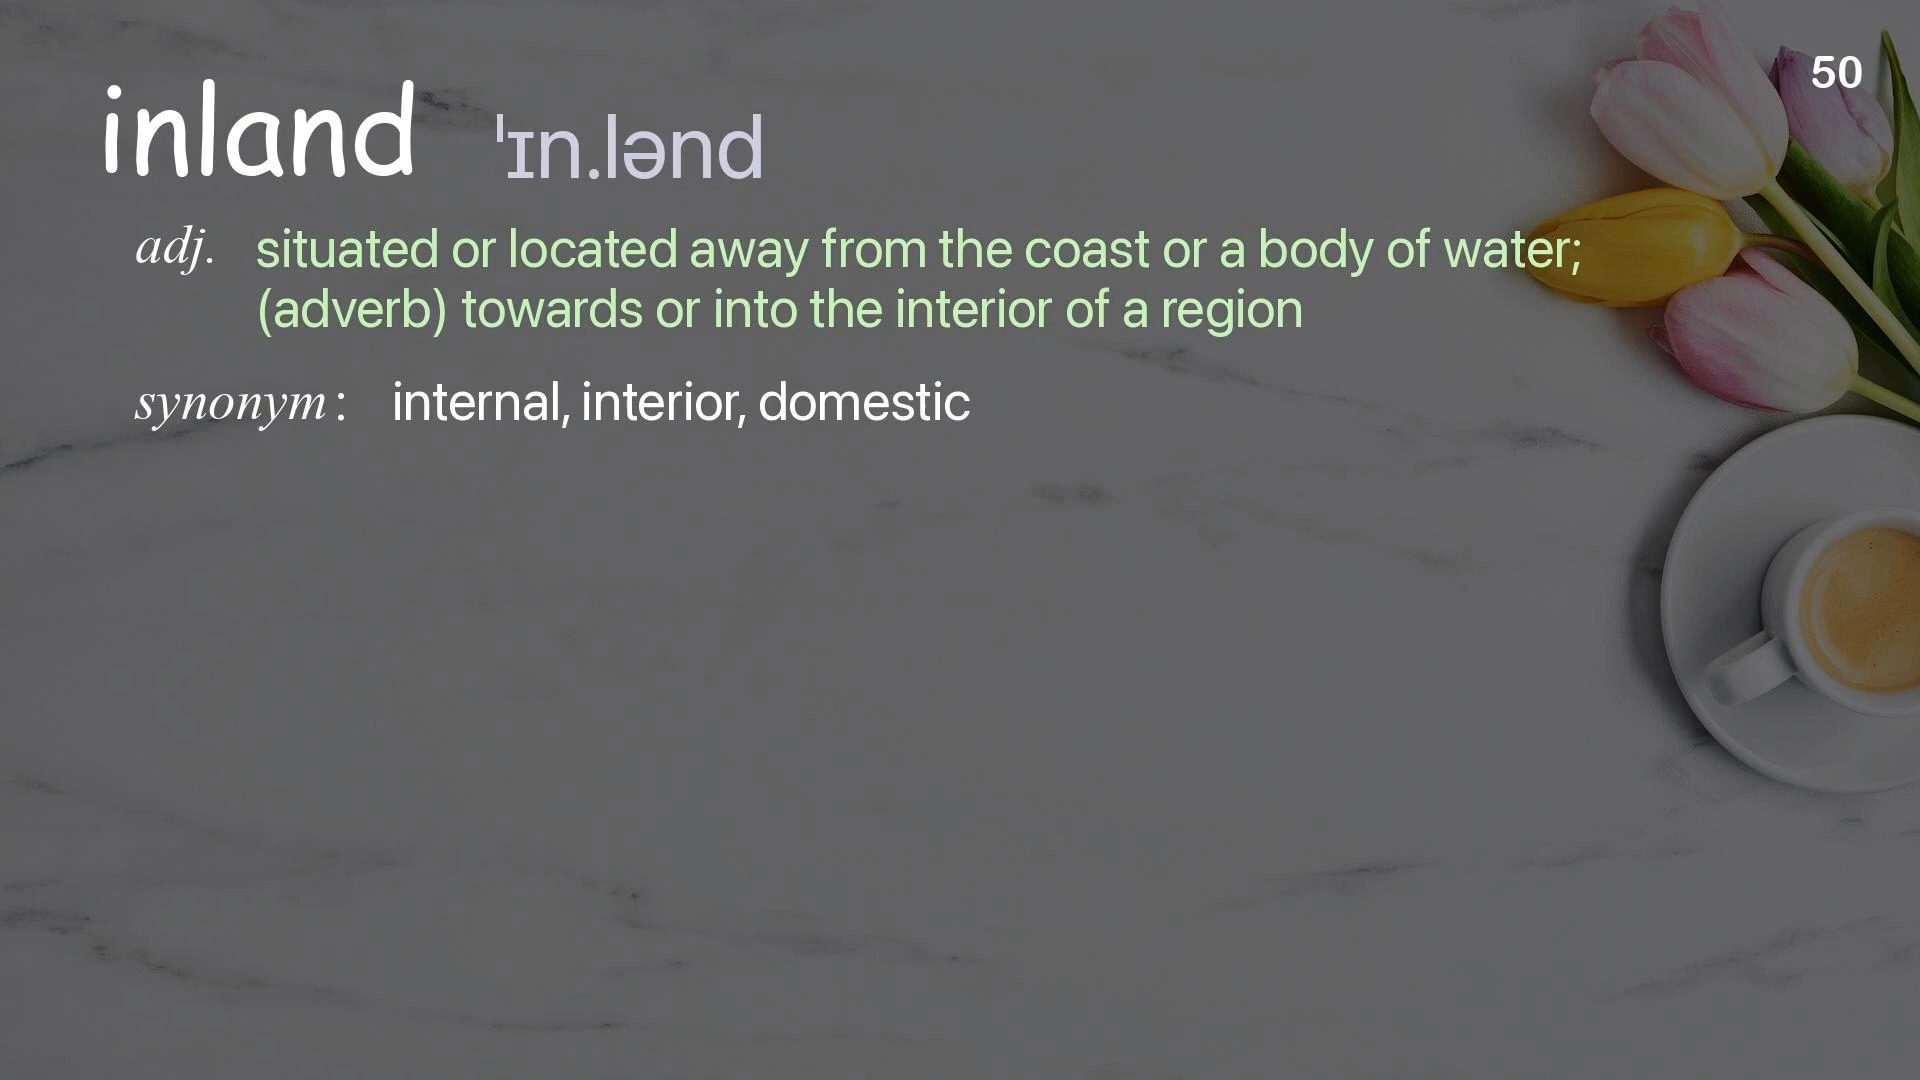 50
inland ˈɪn.lənd
adj. situated or located away from the coast or a body of water;
(adverb) towards or into the interior of a region
synonym: internal, interior, domestic